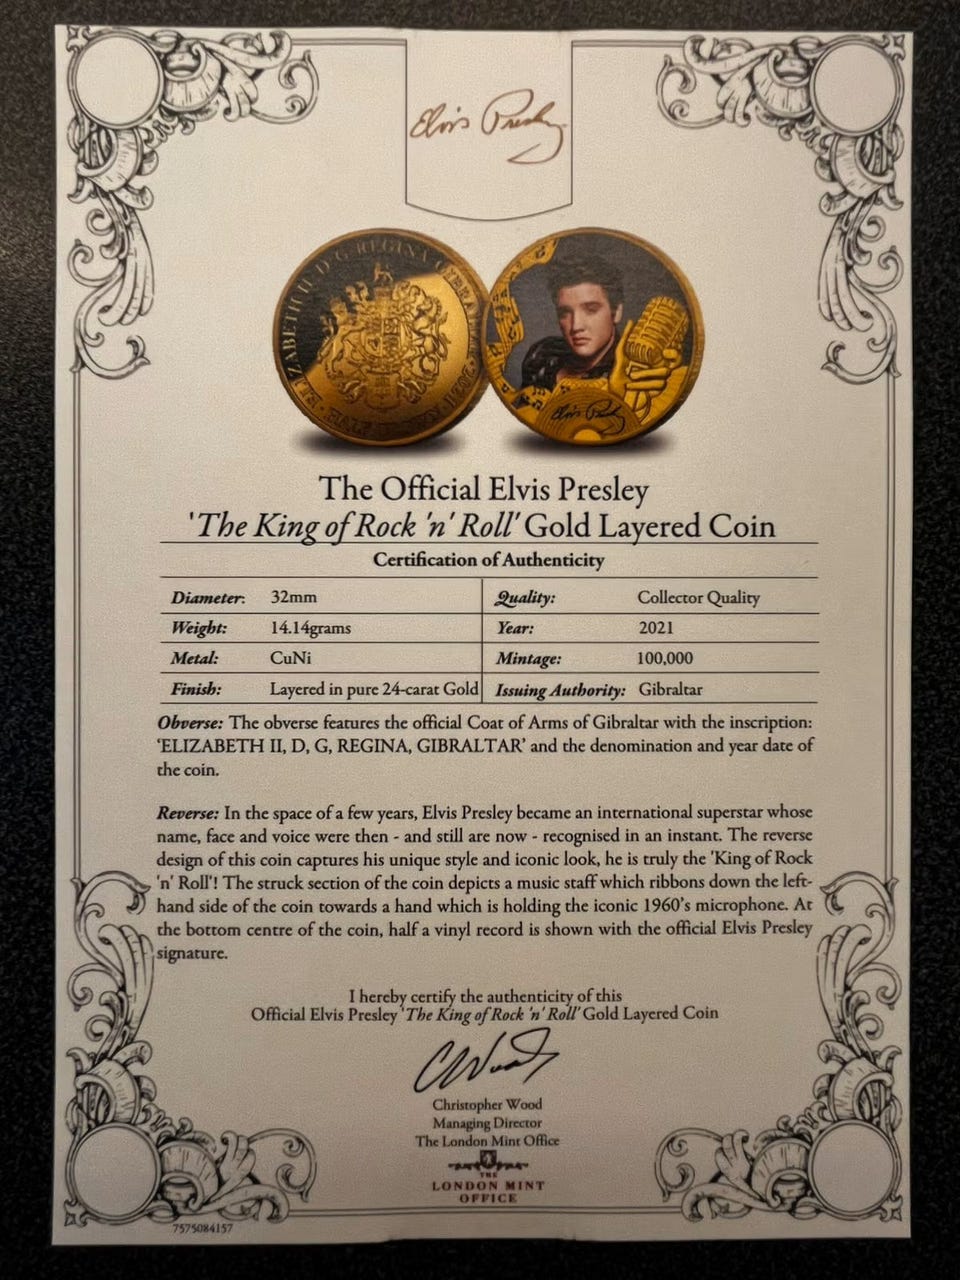 Elvis Presley
ELIZABETH II · D · G · REGINA · GIBRALTAR ·
Elvis Presley
The Official Elvis Presley
'The King of Rock 'n' Roll' Gold Layered Coin
Certification of Authenticity
Diameter: 32mm Quality: Collector Quality
Weight: 14.14grams Year: 2021
Metal: CuNi Mintage: 100,000
Finish: Layered in pure 24-carat Gold Issuing Authority: Gibraltar
Obverse: The obverse features the official Coat of Arms of Gibraltar with the inscription:
'ELIZABETH II, D, G, REGINA, GIBRALTAR' and the denomination and year date of
the coin.
Reverse: In the space of a few years, Elvis Presley became an international superstar whose
name, face and voice were then - and still are now - recognised in an instant. The reverse
design of this coin captures his unique style and iconic look, he is truly the 'King of Rock
'n' Roll'! The struck section of the coin depicts a music staff which ribbons down the left-
hand side of the coin towards a hand which is holding the iconic 1960's microphone. At
the bottom centre of the coin, half a vinyl record is shown with the official Elvis Presley
signature.
I hereby certify the authenticity of this
Official Elvis Presley 'The King of Rock 'n' Roll' Gold Layered Coin
CWood
Christopher Wood
Managing Director
The London Mint Office
THE
LONDON MINT
OFFICE
7575084157